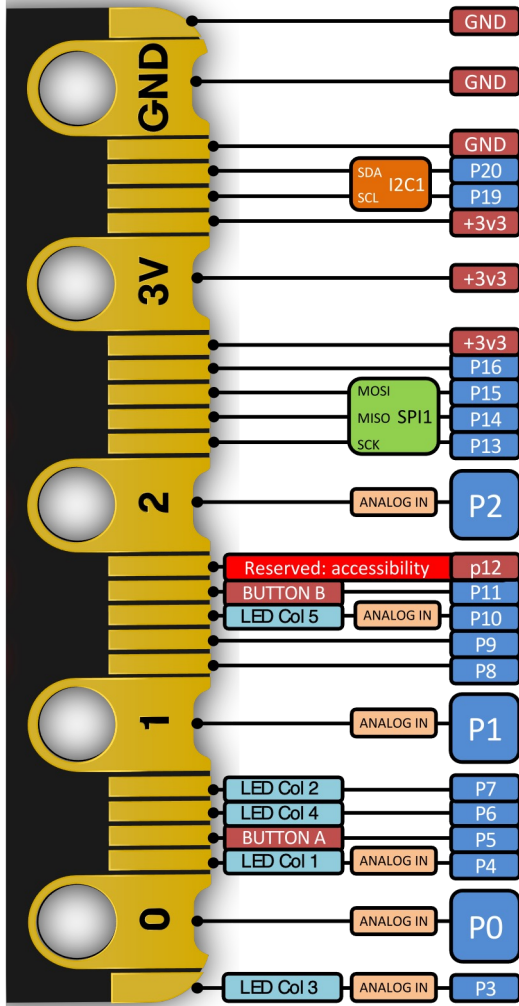 GND
GND
GND
GND
SDA I2C1 P20
SCL P19
+3v3
3V +3v3
+3v3
P16
MOSI P15
MISO SPI1 P14
SCK P13
2 ANALOG IN P2
Reserved: accessibility p12
BUTTON B P11
LED Col 5 ANALOG IN P10
P9
P8
1 ANALOG IN P1
LED Col 2 P7
LED Col 4 P6
BUTTON A P5
LED Col 1 ANALOG IN P4
0 ANALOG IN P0
LED Col 3 ANALOG IN P3